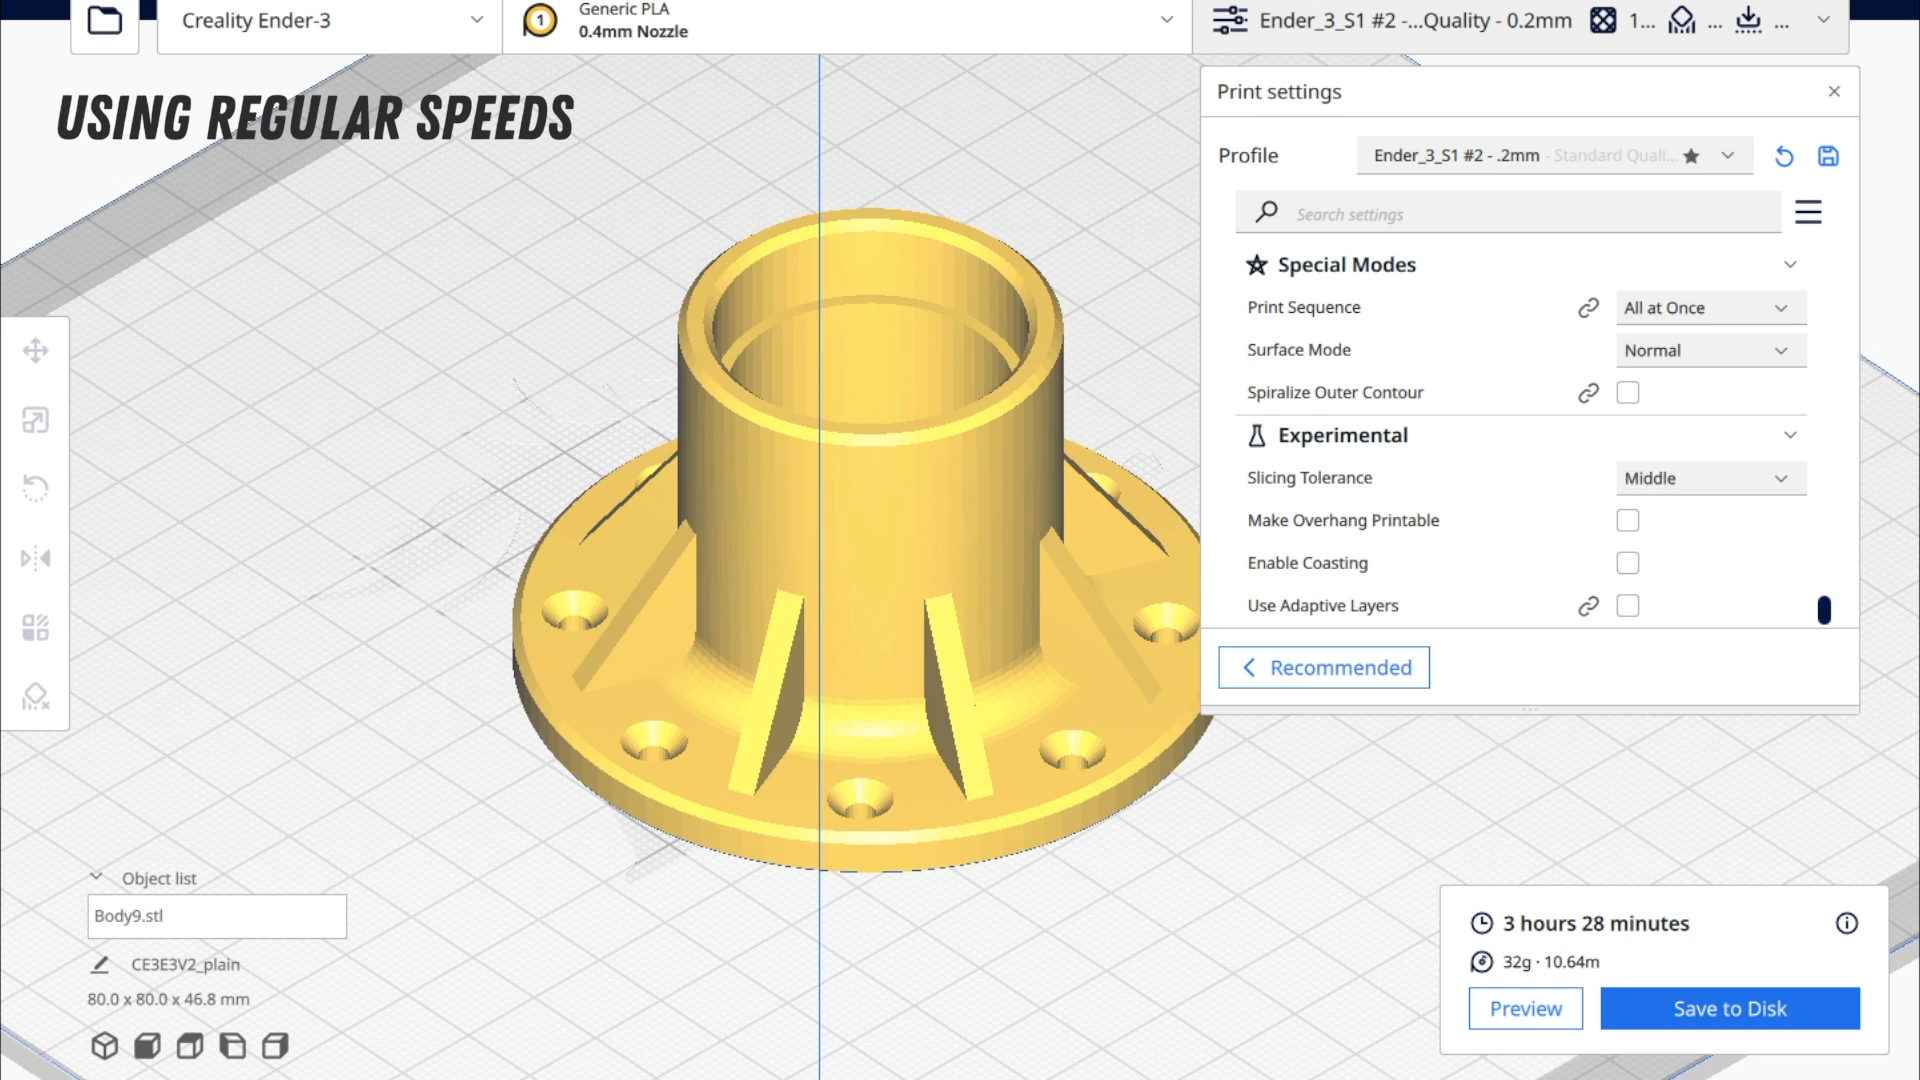 Creality Ender-3
1
Generic PLA
0.4mm Nozzle
Ender_3_S1 #2 -...Quality - 0.2mm
1...
...
...
USING REGULAR SPEEDS
Print settings
Profile
Ender_3_S1 #2 - .2mm - Standard Quali...
Search settings
Special Modes
Print Sequence
All at Once
Surface Mode
Normal
Spiralize Outer Contour
Experimental
Slicing Tolerance
Middle
Make Overhang Printable
Enable Coasting
Use Adaptive Layers
Recommended
Object list
Body9.stl
CE3E3V2_plain
80.0 x 80.0 x 46.8 mm
3 hours 28 minutes
32g · 10.64m
Preview
Save to Disk